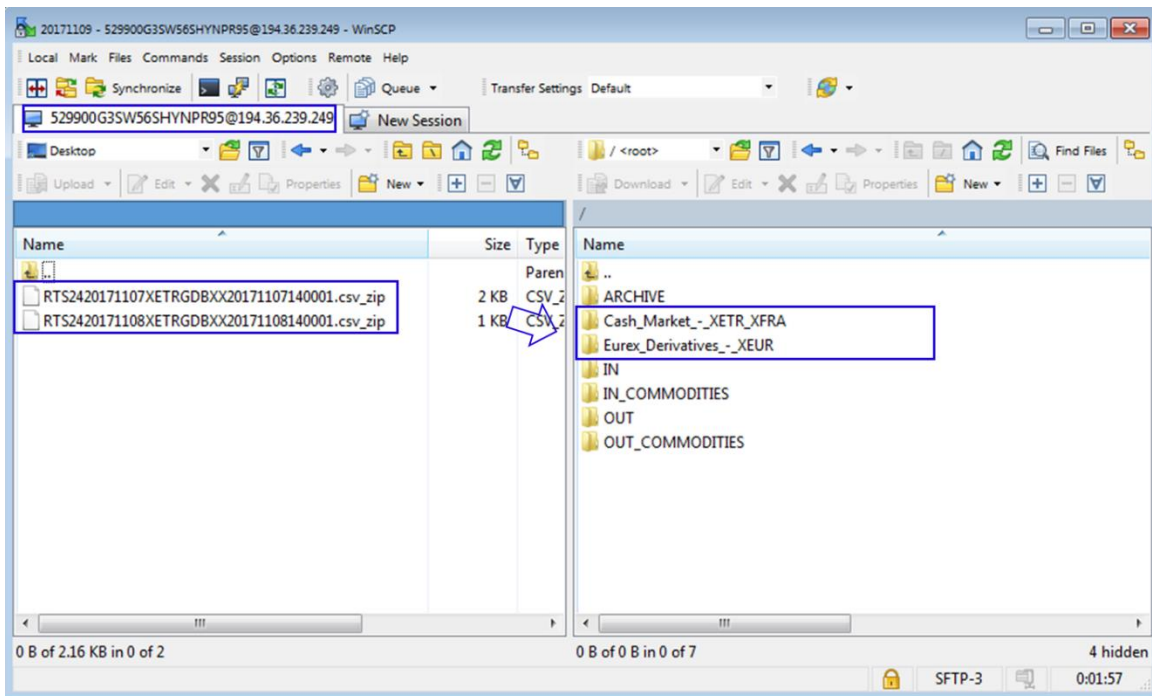 20171109 - 529900G3SW56SHYNPR95@194.36.239.249 - WinSCP
Local Mark Files Commands Session Options Remote Help
Synchronize Queue Transfer Settings Default
529900G3SW56SHYNPR95@194.36.239.249 New Session
Desktop / <root> Find Files
Upload Edit Properties New Download Edit Properties New
/
Name Size Type Name
.. Paren ..
RTS2420171107XETRGDBXX20171107140001.csv_zip 2 KB CSV_Z ARCHIVE
RTS2420171108XETRGDBXX20171108140001.csv_zip 1 KB CSV_Z Cash_Market_-_XETR_XFRA
Eurex_Derivatives_-_XEUR
IN
IN_COMMODITIES
OUT
OUT_COMMODITIES
0 B of 2.16 KB in 0 of 2 0 B of 0 B in 0 of 7 4 hidden
SFTP-3 0:01:57